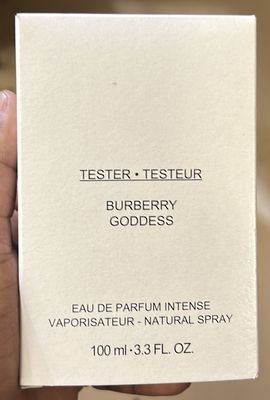 TESTER • TESTEUR
BURBERRY
GODDESS
EAU DE PARFUM INTENSE
VAPORISATEUR - NATURAL SPRAY
100 ml • 3.3 FL. OZ.